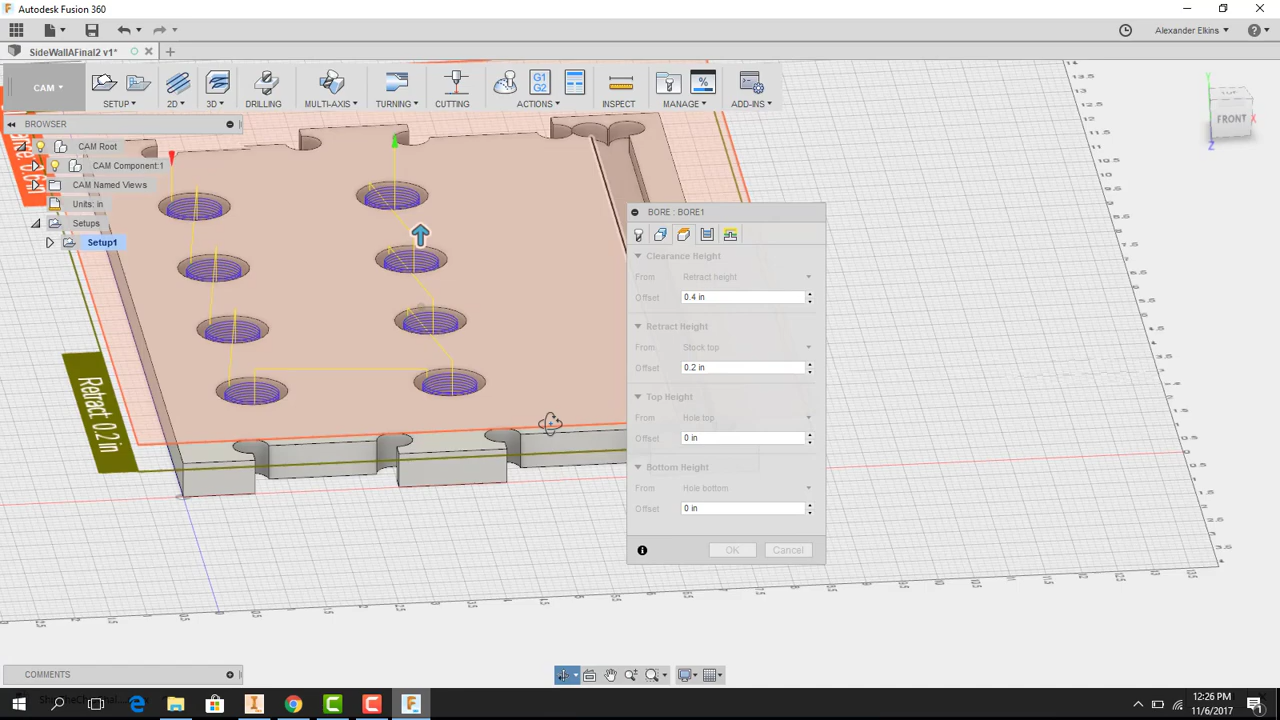 Autodesk Fusion 360
Alexander Elkins
SideWallAFinal2 v1*
CAM
SETUP
2D
3D
DRILLING
MULTI-AXIS
TURNING
CUTTING
G1
G2
ACTIONS
INSPECT
%
MANAGE
ADD-INS
BROWSER
CAM Root
CAM Component:1
CAM Named Views
Units: in
Setups
Setup1
Retract 0.2 in
BORE : BORE1
Clearance Height
From Retract height
Offset 0.4 in
Retract Height
From Stock top
Offset 0.2 in
Top Height
From Hole top
Offset 0 in
Bottom Height
From Hole bottom
Offset 0 in
OK Cancel
FRONT
X
Y
Z
COMMENTS
12:26 PM
11/6/2017